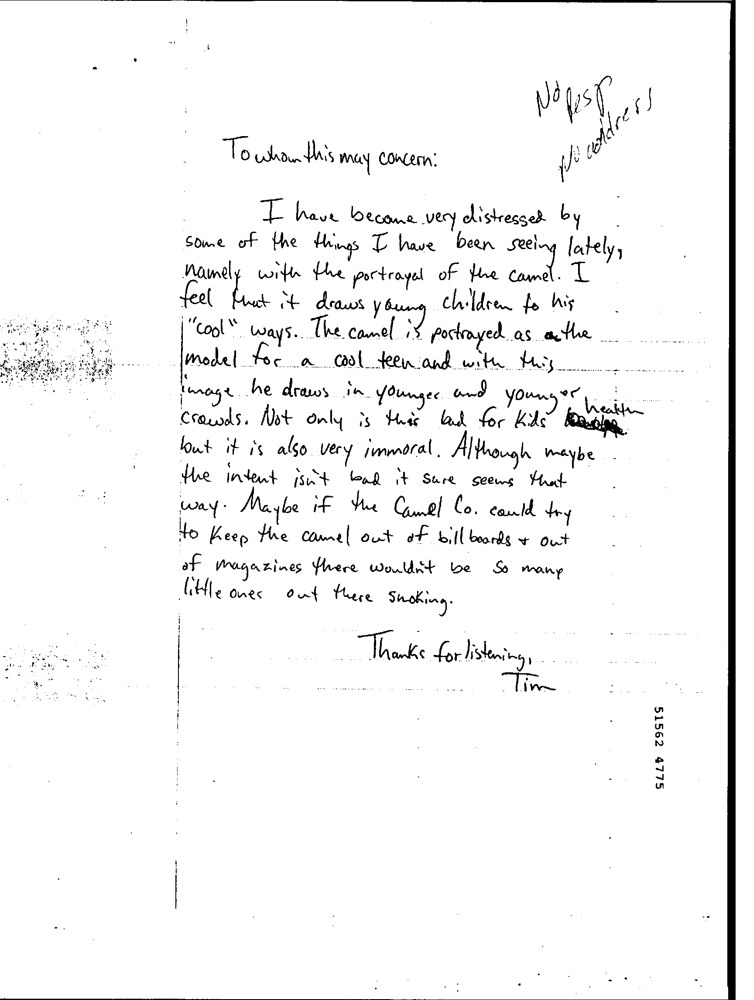 No Resp
No address
To whom this may concern:
I have become very distressed by
some of the things I have been seeing lately,
namely with the portrayal of the camel. I
feel that it draws young children to his
"cool" ways. The camel is portrayed as the
model for a cool teen and with this
image he draws in younger and younger
crowds. Not only is this bad for kids health
but it is also very immoral. Although maybe
the intent isn't bad it sure seems that
way. Maybe if the Camel Co. could try
to keep the camel out of billboards + out
of magazines there wouldn't be so many
little ones out there smoking.
Thanks for listening,
Tim
51562 4775